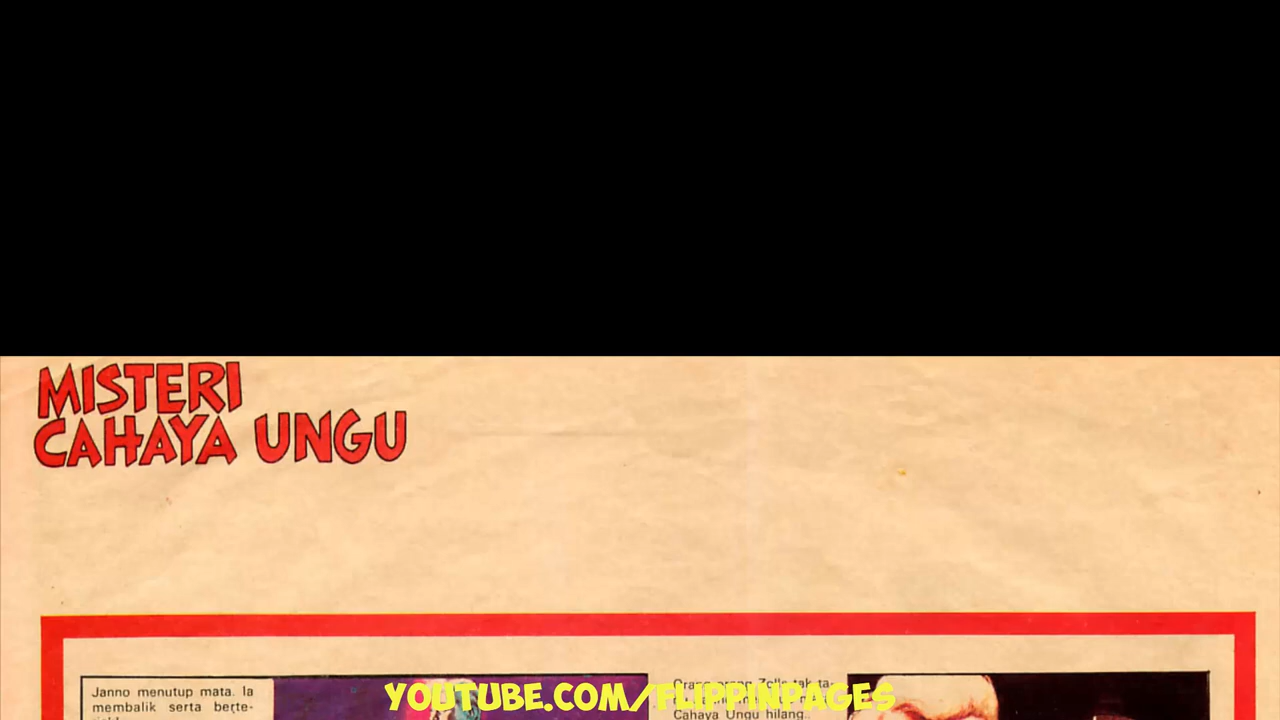 MISTERI
CAHAYA UNGU
Janno menutup mata. Ia
membalik serta berte-
Cahaya Ungu hilang..
YOUTUBE.COM/FLIPPINPAGES